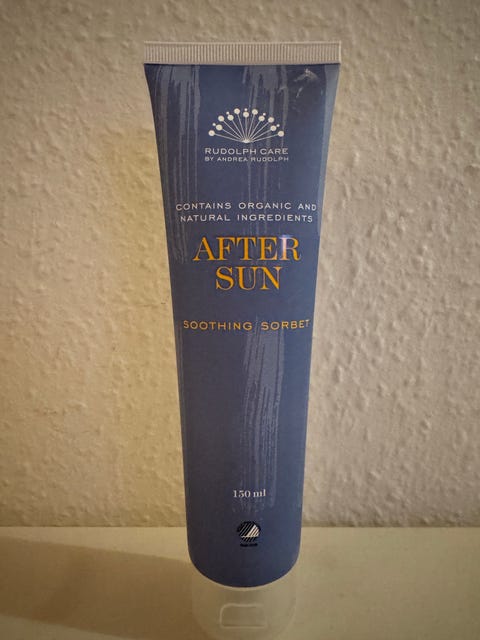 RUDOLPH CARE
BY ANDREA RUDOLPH
CONTAINS ORGANIC AND
NATURAL INGREDIENTS
AFTER
SUN
SOOTHING SORBET
150 ml